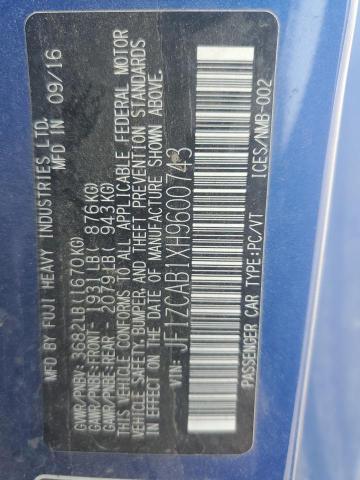 MFD BY FUJI HEAVY INDUSTRIES LTD. 09/16
GVWR/PNBV: 3682LB(1670KG)
GAWR/PNBE:FRONT- 1931LB( 876KG)
GAWR/PNBE:REAR- 2079LB( 943KG)
THIS VEHICLE CONFORMS TO ALL APPLICABLE FEDERAL MOTOR
VEHICLE SAFETY,BUMPER,AND THEFT PREVENTION STANDARDS
IN EFFECT ON THE DATE OF MANUFACTURE SHOWN ABOVE.
VIN: JF1ZCAB1XH9600743
PASSENGER CAR TYPE:PC/VT ICES/NMB-002